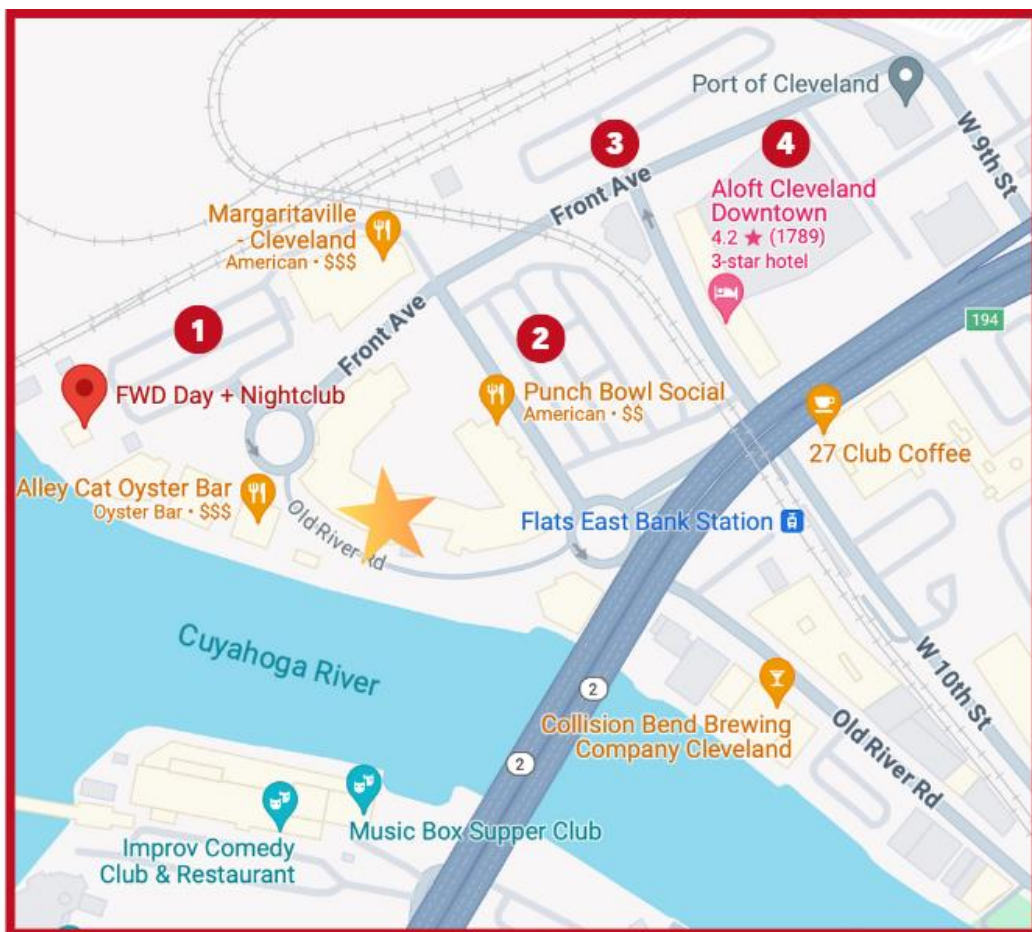 Port of Cleveland
W 9th St
3
4
Front Ave
Aloft Cleveland
Downtown
4.2 ★ (1789)
3-star hotel
Margaritaville
- Cleveland
American • $$$
194
1
Front Ave
2
FWD Day + Nightclub
Punch Bowl Social
American • $$
27 Club Coffee
Alley Cat Oyster Bar
Oyster Bar • $$$
Old River Rd
Flats East Bank Station
Cuyahoga River
W 10th St
2
Collision Bend Brewing
Company Cleveland
Old River Rd
2
Music Box Supper Club
Improv Comedy
Club & Restaurant